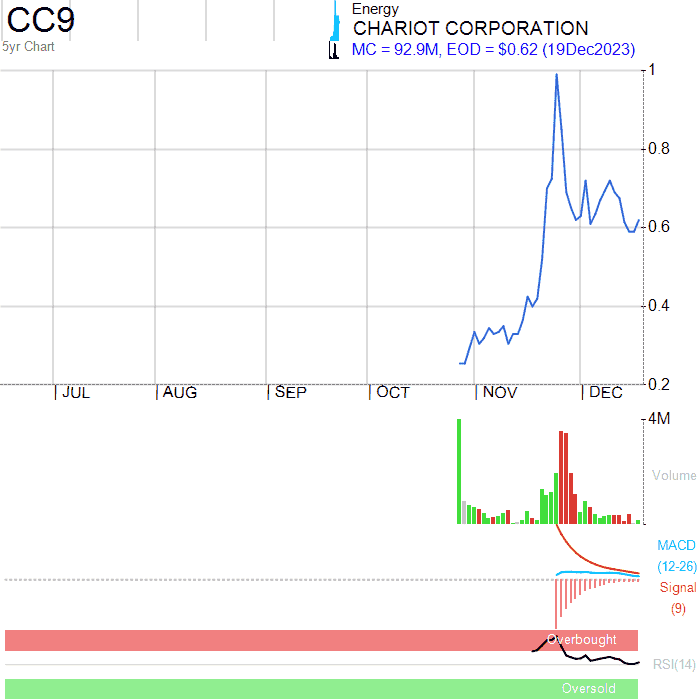 CC9
5yr Chart
Energy
CHARIOT CORPORATION
MC = 92.9M, EOD = $0.62 (19Dec2023)
1
0.8
0.6
0.4
0.2
JUL AUG SEP OCT NOV DEC
4M
Volume
MACD
(12-26)
Signal
(9)
Overbought
RSI(14)
Oversold